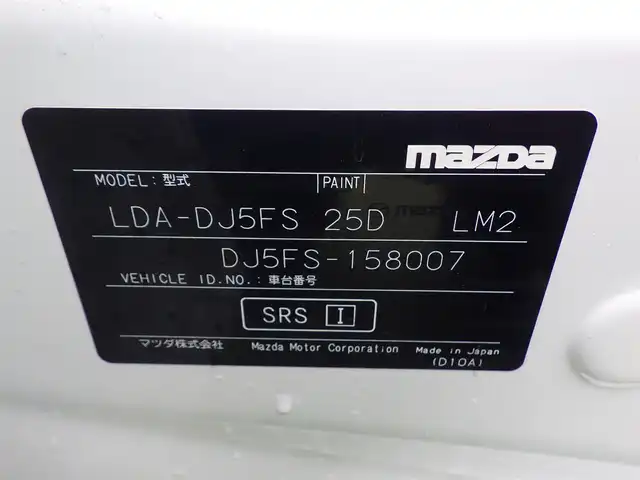 mazda
MODEL: 型式 PAINT
LDA-DJ5FS 25D LM2
DJ5FS-158007
VEHICLE ID.NO.: 車台番号
SRS I
マツダ株式会社 Mazda Motor Corporation Made in Japan
(D10A)